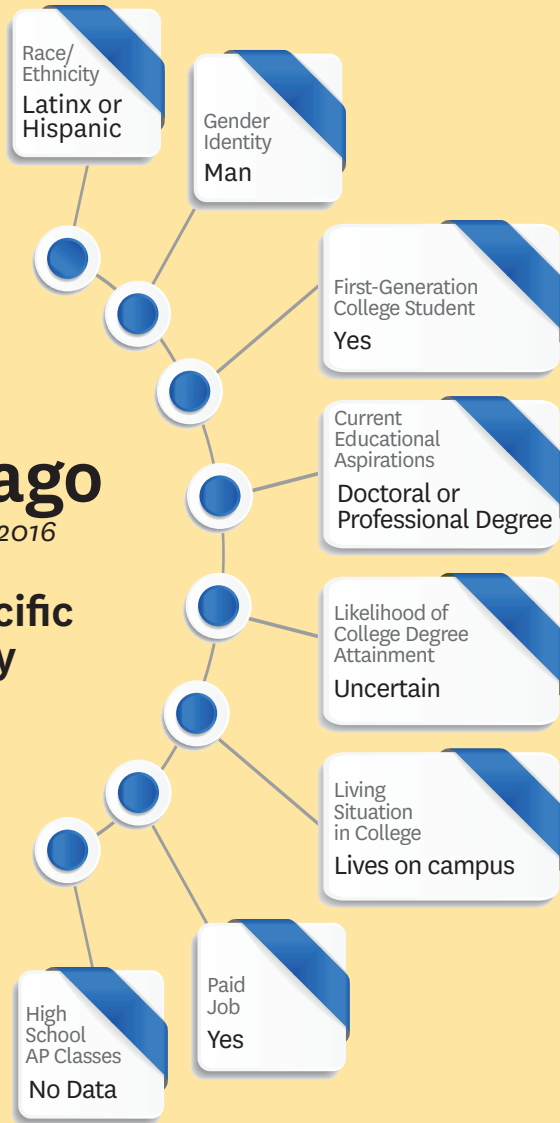 Race/
Ethnicity
Latinx or
Hispanic
Gender
Identity
Man
First-Generation
College Student
Yes
Current
Educational
Aspirations
Doctoral or
Professional Degree
ago
2016
cific
y
Likelihood of
College Degree
Attainment
Uncertain
Living
Situation
in College
Lives on campus
Paid
Job
Yes
High
School
AP Classes
No Data